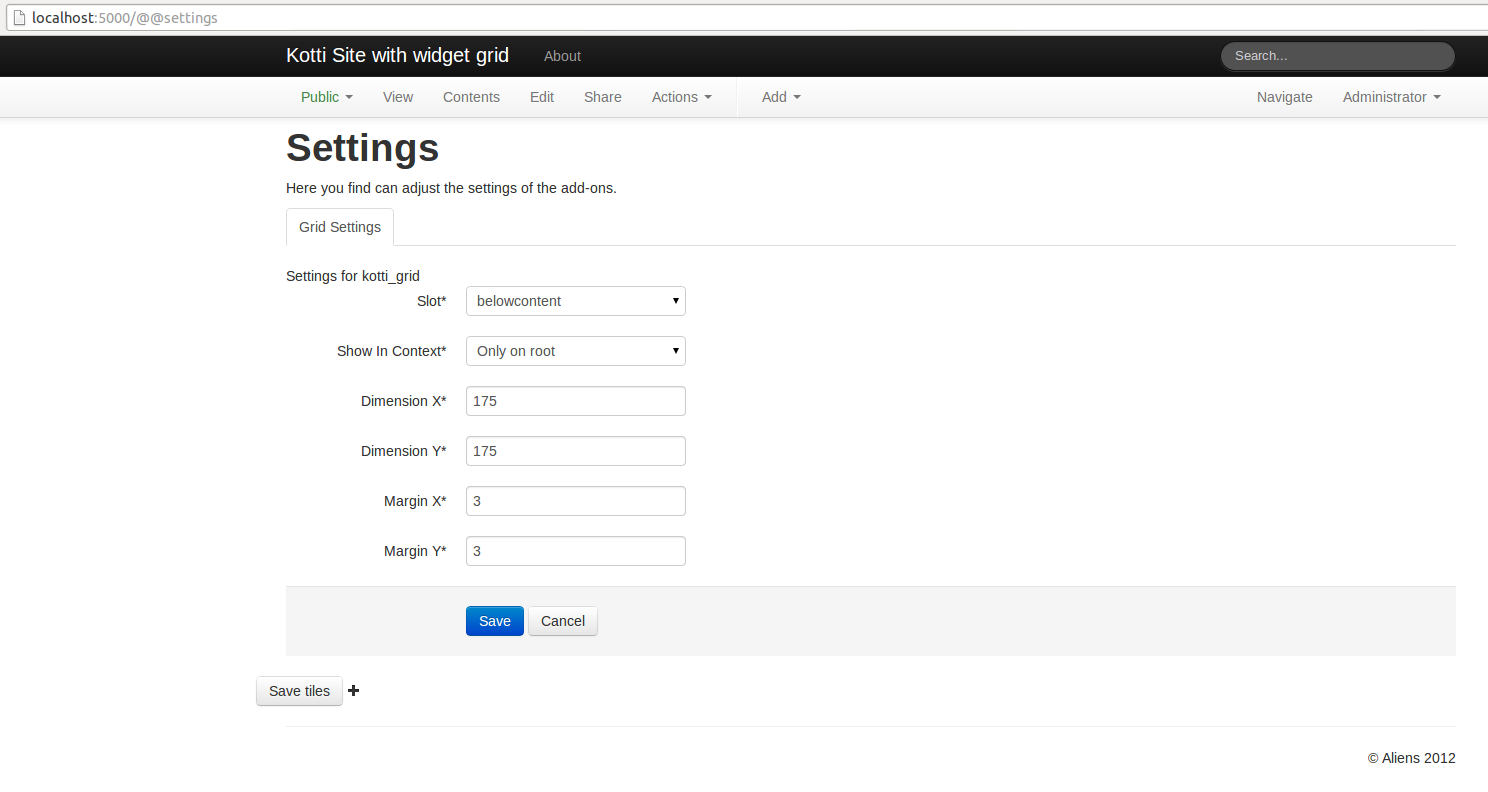 localhost:5000/@@settings
Kotti Site with widget grid About Search...
Public View Contents Edit Share Actions Add Navigate Administrator
Settings
Here you find can adjust the settings of the add-ons.
Grid Settings
Settings for kotti_grid
Slot* belowcontent
Show In Context* Only on root
Dimension X* 175
Dimension Y* 175
Margin X* 3
Margin Y* 3
Save Cancel
Save tiles
© Aliens 2012